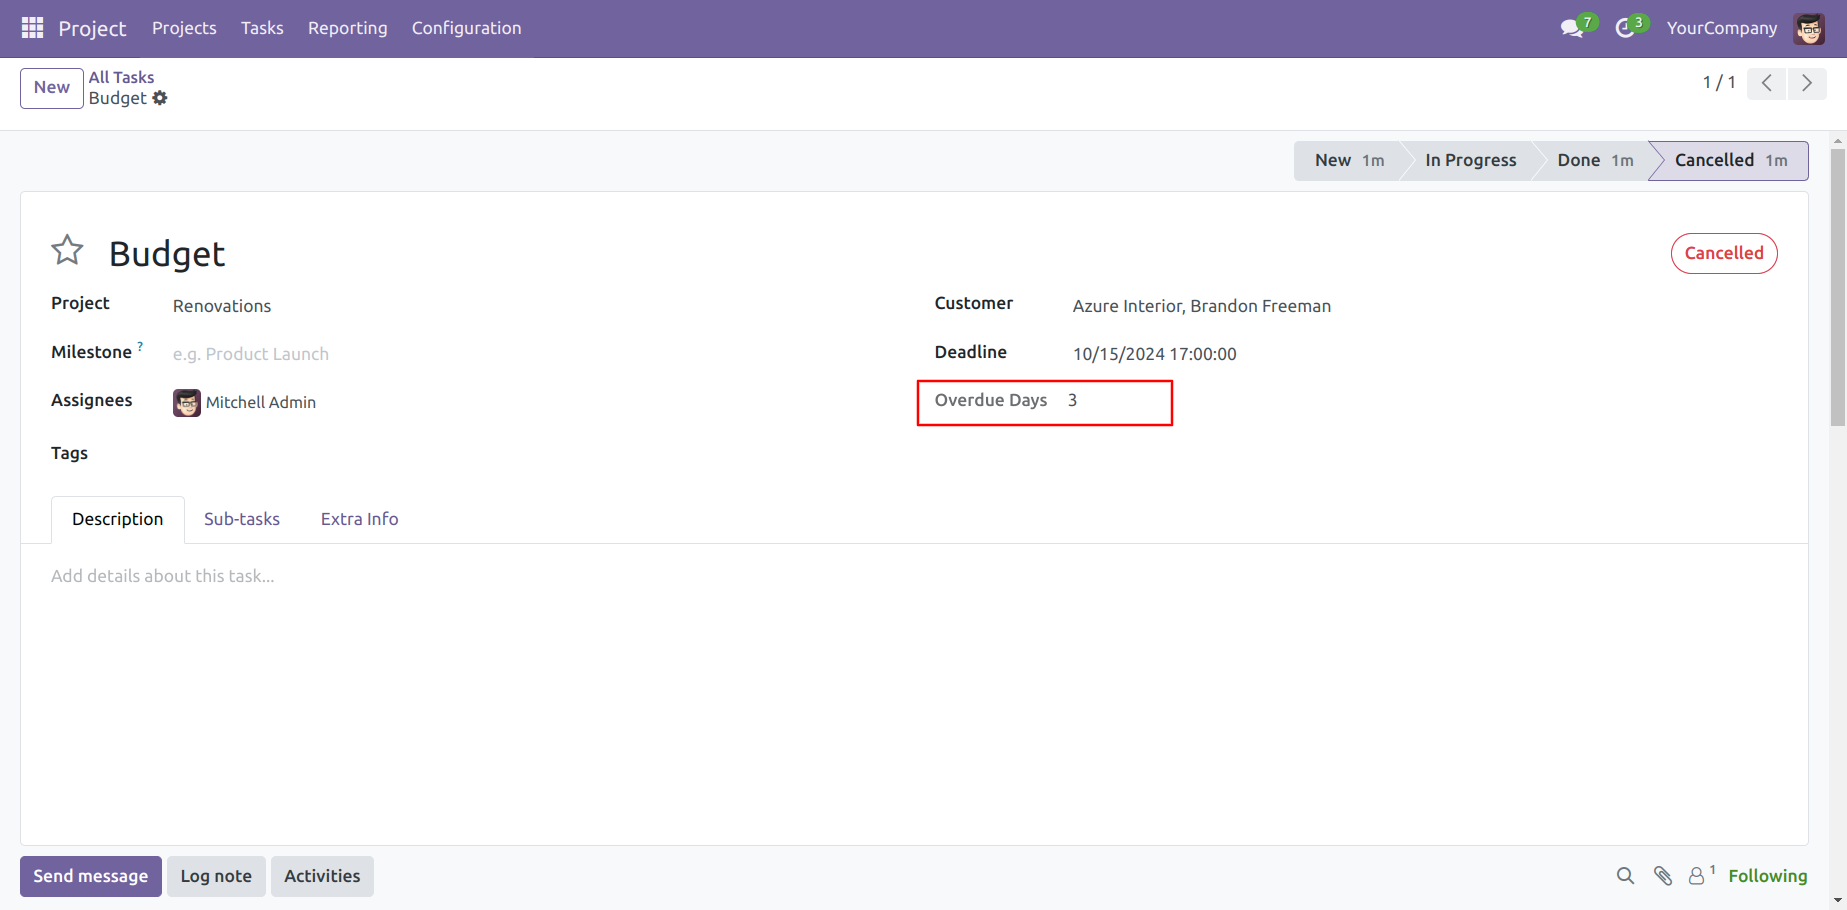 Project Projects Tasks Reporting Configuration 7 3 YourCompany
New All Tasks 1 / 1
Budget
New 1m In Progress Done 1m Cancelled 1m
Budget Cancelled
Project Renovations Customer Azure Interior, Brandon Freeman
Milestone ? e.g. Product Launch Deadline 10/15/2024 17:00:00
Assignees Mitchell Admin Overdue Days 3
Tags
Description Sub-tasks Extra Info
Add details about this task...
Send message Log note Activities 1 Following